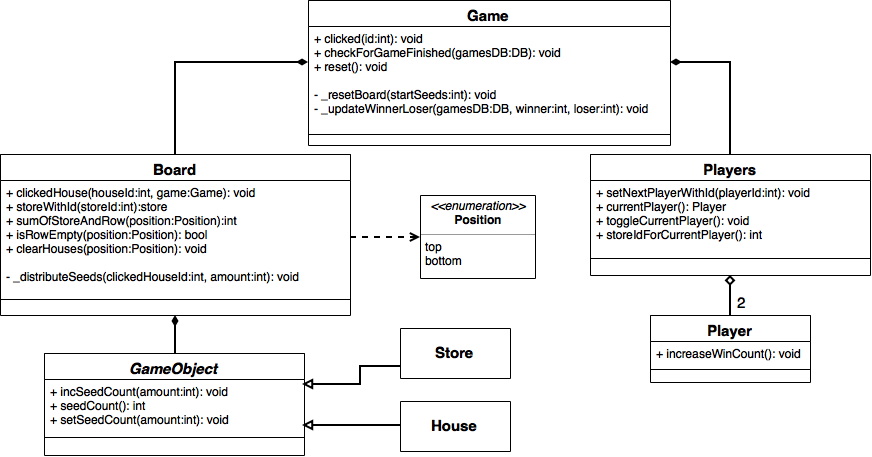 Game
+ clicked(id:int): void
+ checkForGameFinished(gamesDB:DB): void
+ reset(): void
- _resetBoard(startSeeds:int): void
- _updateWinnerLoser(gamesDB:DB, winner:int, loser:int): void
Board
+ clickedHouse(houseId:int, game:Game): void
+ storeWithId(storeId:int):store
+ sumOfStoreAndRow(position:Position):int
+ isRowEmpty(position:Position): bool
+ clearHouses(position:Position): void
- _distributeSeeds(clickedHouseId:int, amount:int): void
<<enumeration>>
Position
top
bottom
Players
+ setNextPlayerWithId(playerId:int): void
+ currentPlayer(): Player
+ toggleCurrentPlayer(): void
+ storeIdForCurrentPlayer(): int
2
Player
+ increaseWinCount(): void
GameObject
+ incSeedCount(amount:int): void
+ seedCount(): int
+ setSeedCount(amount:int): void
Store
House